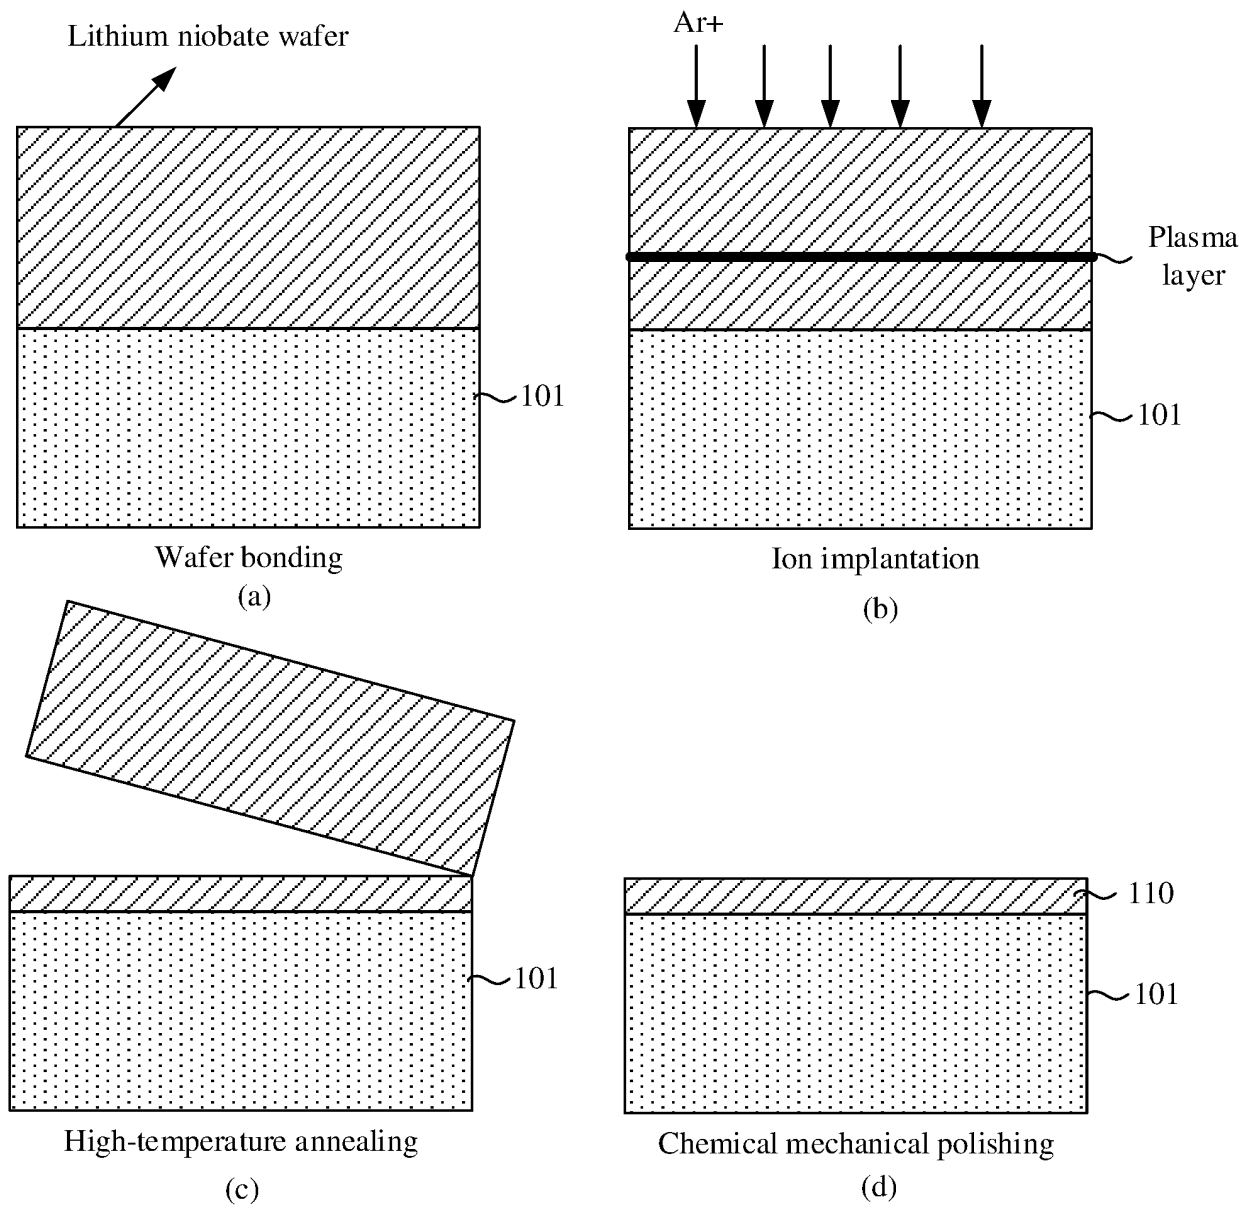 Lithium niobate wafer
101
Wafer bonding
(a)
Ar+
Plasma
layer
101
Ion implantation
(b)
101
High-temperature annealing
(c)
110
101
Chemical mechanical polishing
(d)